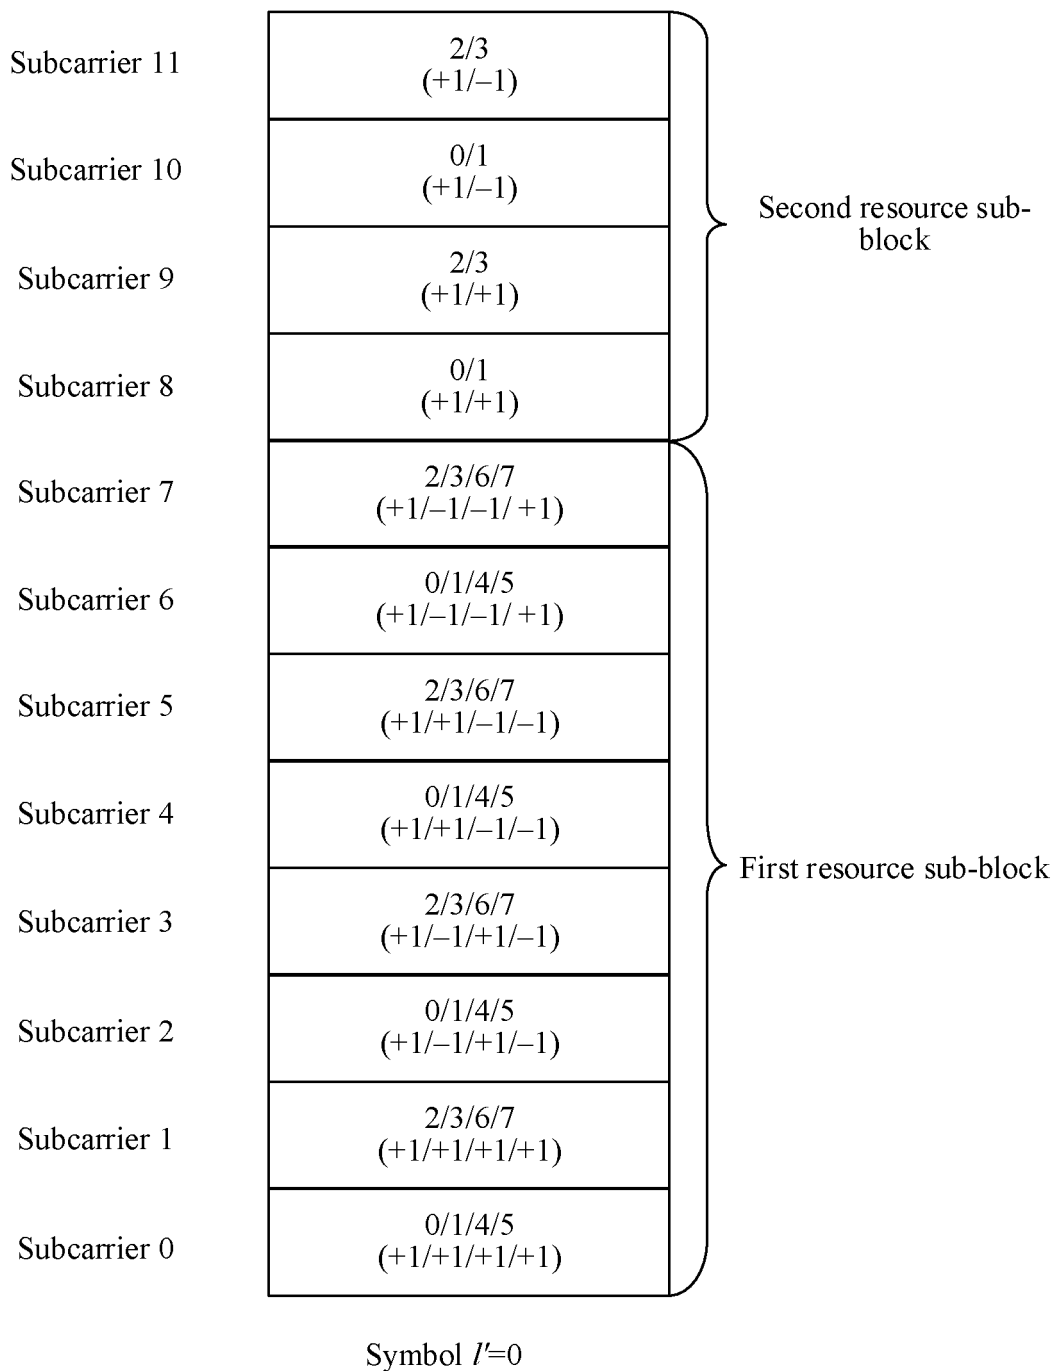 Subcarrier 11
2/3
(+1/–1)
Subcarrier 10
0/1
(+1/–1)
Second resource sub-
block
Subcarrier 9
2/3
(+1/+1)
Subcarrier 8
0/1
(+1/+1)
Subcarrier 7
2/3/6/7
(+1/–1/–1/ +1)
Subcarrier 6
0/1/4/5
(+1/–1/–1/ +1)
Subcarrier 5
2/3/6/7
(+1/+1/–1/–1)
Subcarrier 4
0/1/4/5
(+1/+1/–1/–1)
First resource sub-block
Subcarrier 3
2/3/6/7
(+1/–1/+1/–1)
Subcarrier 2
0/1/4/5
(+1/–1/+1/–1)
Subcarrier 1
2/3/6/7
(+1/+1/+1/+1)
Subcarrier 0
0/1/4/5
(+1/+1/+1/+1)
Symbol l'=0